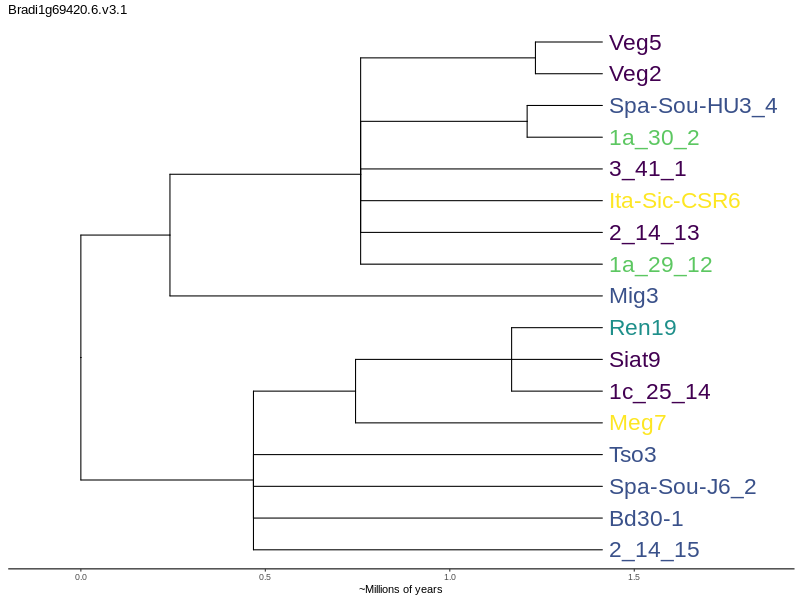 Bradi1g69420.6.v3.1
Veg5
Veg2
Spa-Sou-HU3_4
1a_30_2
3_41_1
Ita-Sic-CSR6
2_14_13
1a_29_12
Mig3
Ren19
Siat9
1c_25_14
Meg7
Tso3
Spa-Sou-J6_2
Bd30-1
2_14_15
0.0 0.5 1.0 1.5
~Millions of years